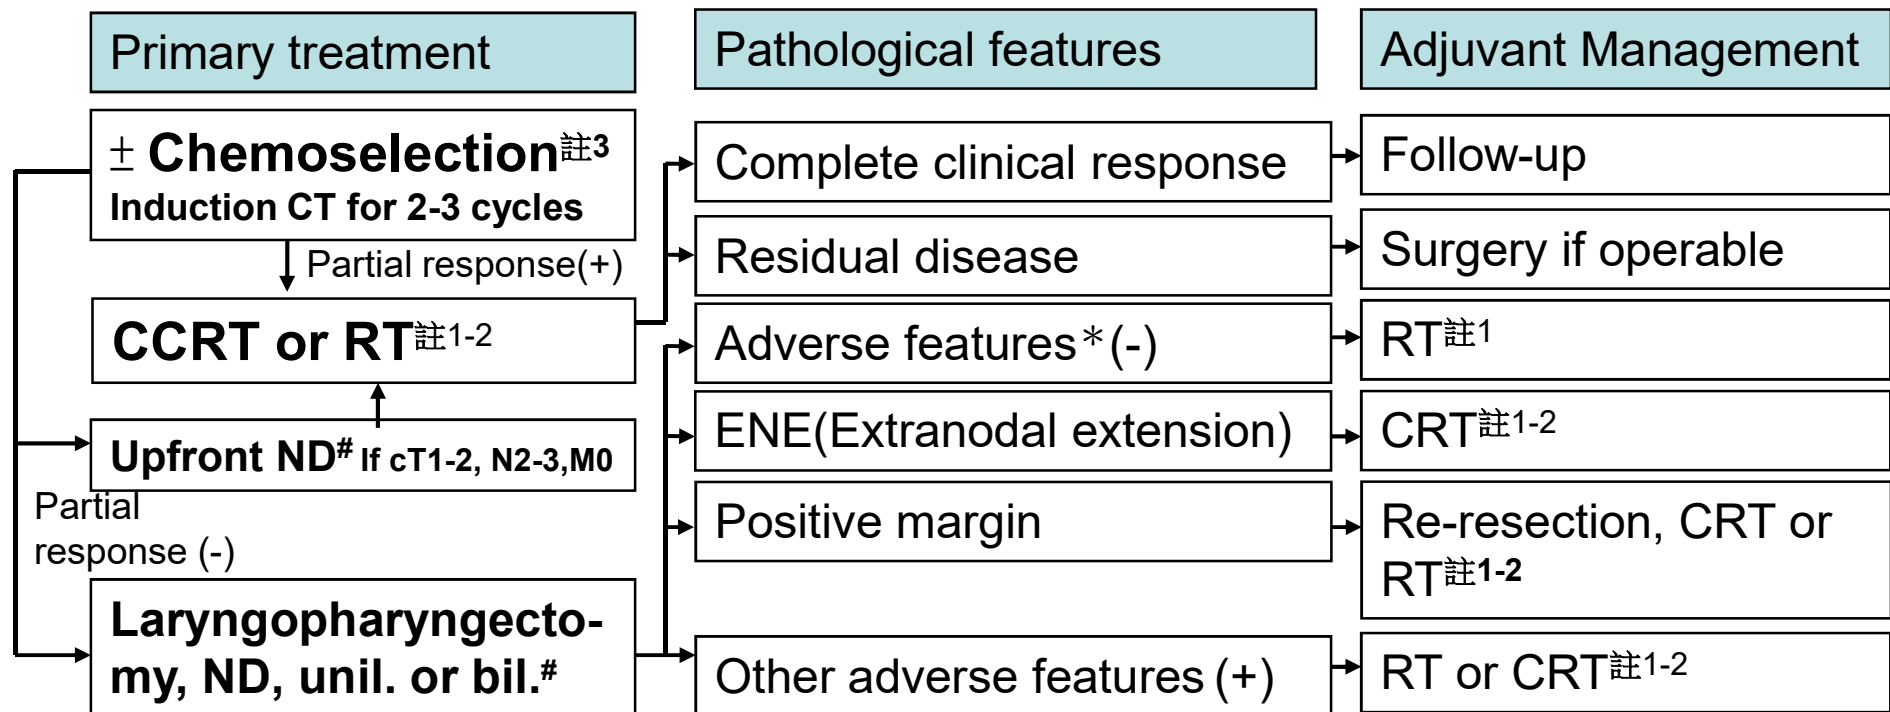 Primary treatment
Pathological features
Adjuvant Management
± Chemoselection註3
Induction CT for 2-3 cycles
Partial response(+)
CCRT or RT註1-2
Upfront ND# If cT1-2, N2-3,M0
Partial
response (-)
Laryngopharyngecto-
my, ND, unil. or bil.#
Complete clinical response
Follow-up
Residual disease
Surgery if operable
Adverse features*(-)
RT註1
ENE(Extranodal extension)
CRT註1-2
Positive margin
Re-resection, CRT or
RT註1-2
Other adverse features (+)
RT or CRT註1-2